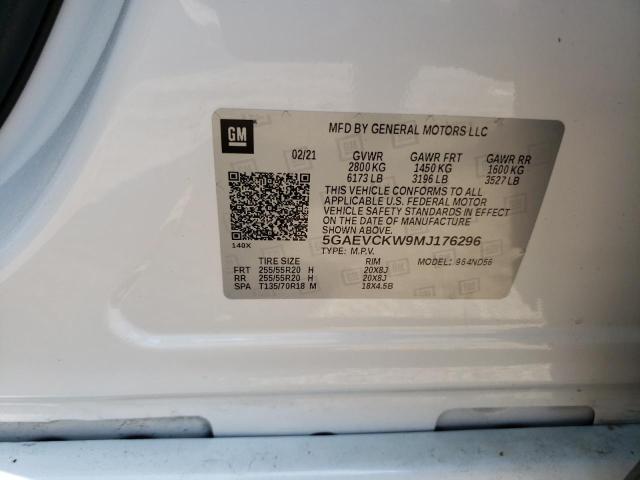 GM
MFD BY GENERAL MOTORS LLC
02/21 GVWR GAWR FRT GAWR RR
2800 KG 1450 KG 1600 KG
6173 LB 3196 LB 3527 LB
THIS VEHICLE CONFORMS TO ALL
APPLICABLE U.S. FEDERAL MOTOR
VEHICLE SAFETY STANDARDS IN EFFECT
ON THE DATE OF MANUFACTURE
SHOWN ABOVE.
140X
5GAEVCKW9MJ176296
TYPE: M.P.V. MODEL:
TIRE SIZE RIM
FRT 255/55R20 H 20X8J
RR 255/55R20 H 20X8J
SPA T135/70R18 M 18X4.5B